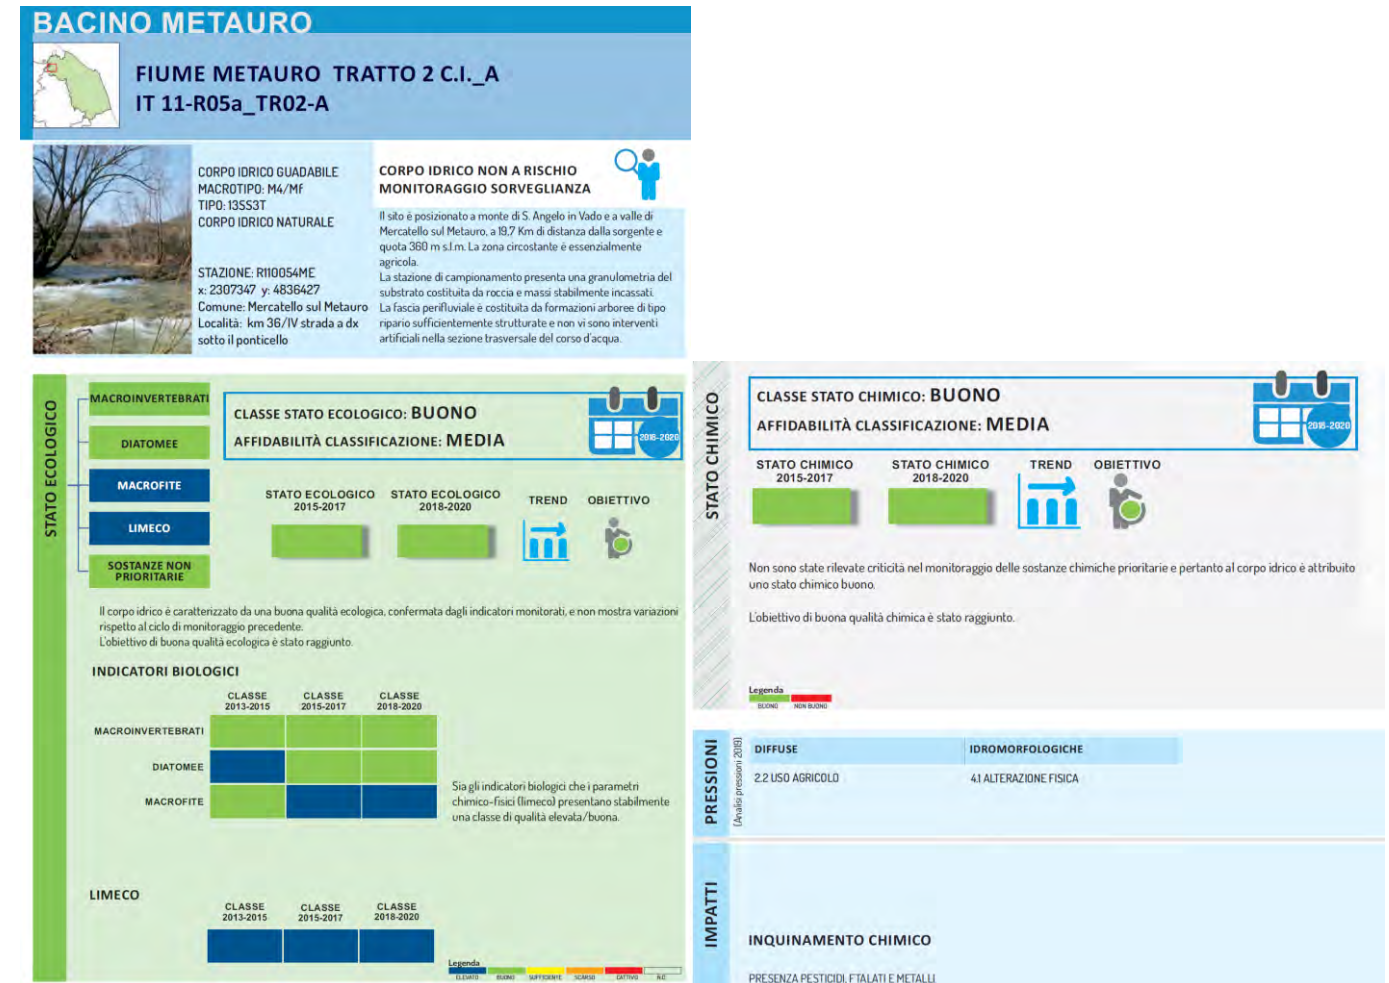 BACINO METAURO
FIUME METAURO TRATTO 2 C.I._A
IT 11-R05a_TR02-A
CORPO IDRICO GUADABILE
MACROTIPO: M4/MF
TIPO: 13SS3T
CORPO IDRICO NATURALE
STAZIONE: R110054ME
x: 2307347 y: 4836427
Comune: Mercatello sul Metauro
Località: km 36/IV strada a dx
sotto il ponticello
CORPO IDRICO NON A RISCHIO
MONITORAGGIO SORVEGLIANZA
Il sito è posizionato a monte di S. Angelo in Vado e a valle di
Mercatello sul Metauro, a 19,7 Km di distanza dalla sorgente e
quota 360 m s.l.m. La zona circostante è essenzialmente
agricola.
La stazione di campionamento presenta una granulometria del
substrato costituita da roccia e massi stabilmente incassati.
La fascia perifluviale è costituita da formazioni arboree di tipo
ripario sufficientemente strutturate e non vi sono interventi
artificiali nella sezione trasversale del corso d'acqua.
STATO ECOLOGICO
MACROINVERTEBRATI
DIATOMEE
MACROFITE
LIMECO
SOSTANZE NON
PRIORITARIE
CLASSE STATO ECOLOGICO: BUONO
AFFIDABILITÀ CLASSIFICAZIONE: MEDIA
2018-2020
STATO ECOLOGICO
2015-2017
STATO ECOLOGICO
2018-2020
TREND
OBIETTIVO
Il corpo idrico è caratterizzato da una buona qualità ecologica, confermata dagli indicatori monitorati, e non mostra variazioni
rispetto al ciclo di monitoraggio precedente.
L'obiettivo di buona qualità ecologica è stato raggiunto.
INDICATORI BIOLOGICI
CLASSE
2013-2015
CLASSE
2015-2017
CLASSE
2018-2020
MACROINVERTEBRATI
DIATOMEE
MACROFITE
Sia gli indicatori biologici che i parametri
chimico-fisici (limeco) presentano stabilmente
una classe di qualità elevata/buona.
LIMECO
CLASSE
2013-2015
CLASSE
2015-2017
CLASSE
2018-2020
Legenda
ELEVATO BUONO SUFFICIENTE SCARSO CATTIVO N.C.
STATO CHIMICO
CLASSE STATO CHIMICO: BUONO
AFFIDABILITÀ CLASSIFICAZIONE: MEDIA
2018-2020
STATO CHIMICO
2015-2017
STATO CHIMICO
2018-2020
TREND
OBIETTIVO
Non sono state rilevate criticità nel monitoraggio delle sostanze chimiche prioritarie e pertanto al corpo idrico è attribuito
uno stato chimico buono.
L'obiettivo di buona qualità chimica è stato raggiunto.
Legenda
BUONO NON BUONO
PRESSIONI
(Analisi pressioni 2019)
DIFFUSE
IDROMORFOLOGICHE
2.2 USO AGRICOLO
4.1 ALTERAZIONE FISICA
IMPATTI
INQUINAMENTO CHIMICO
PRESENZA PESTICIDI, FTALATI E METALLI